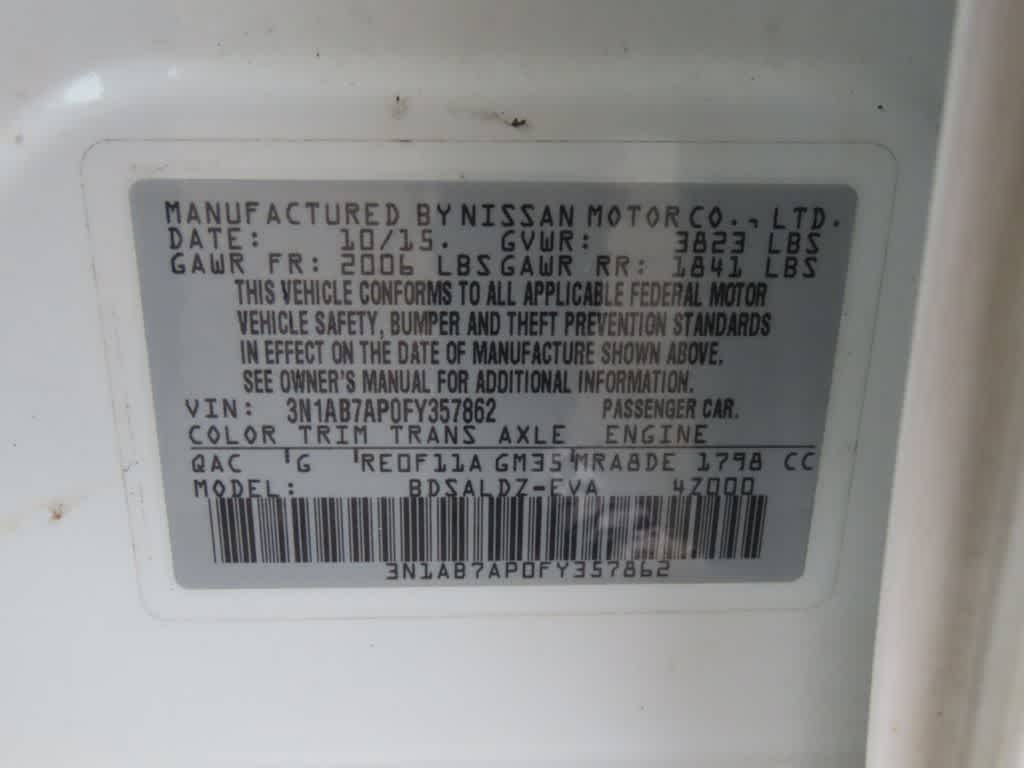 MANUFACTURED BY NISSAN MOTOR CO., LTD.
DATE: 10/15. GVWR: 3823 LBS
GAWR FR: 2006 LBS GAWR RR: 1841 LBS
THIS VEHICLE CONFORMS TO ALL APPLICABLE FEDERAL MOTOR
VEHICLE SAFETY, BUMPER AND THEFT PREVENTION STANDARDS
IN EFFECT ON THE DATE OF MANUFACTURE SHOWN ABOVE.
SEE OWNER'S MANUAL FOR ADDITIONAL INFORMATION.
VIN: 3N1AB7AP0FY357862 PASSENGER CAR.
COLOR TRIM TRANS AXLE ENGINE
QAC G RE0F11A GM35 MRA8DE 1798 CC
MODEL: BDSALDZ-EVA 4Z000
3N1AB7AP0FY357862